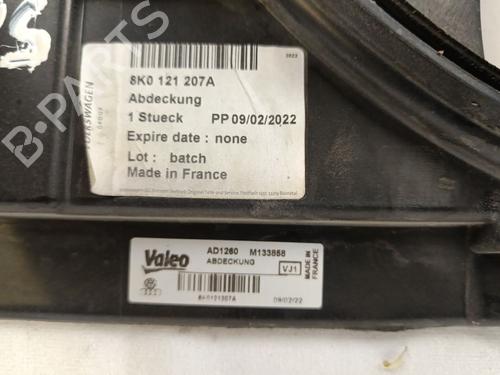 8K0 121 207A
Abdeckung
1 Stueck PP 09/02/2022
Expire date : none
Lot : batch
Made in France
VOLKSWAGEN
GROUP
Valeo
AD1260 M133858
ABDECKUNG
VJ1
MADE IN
FRANCE
8K0121207A
09/02/22
B-PARTS